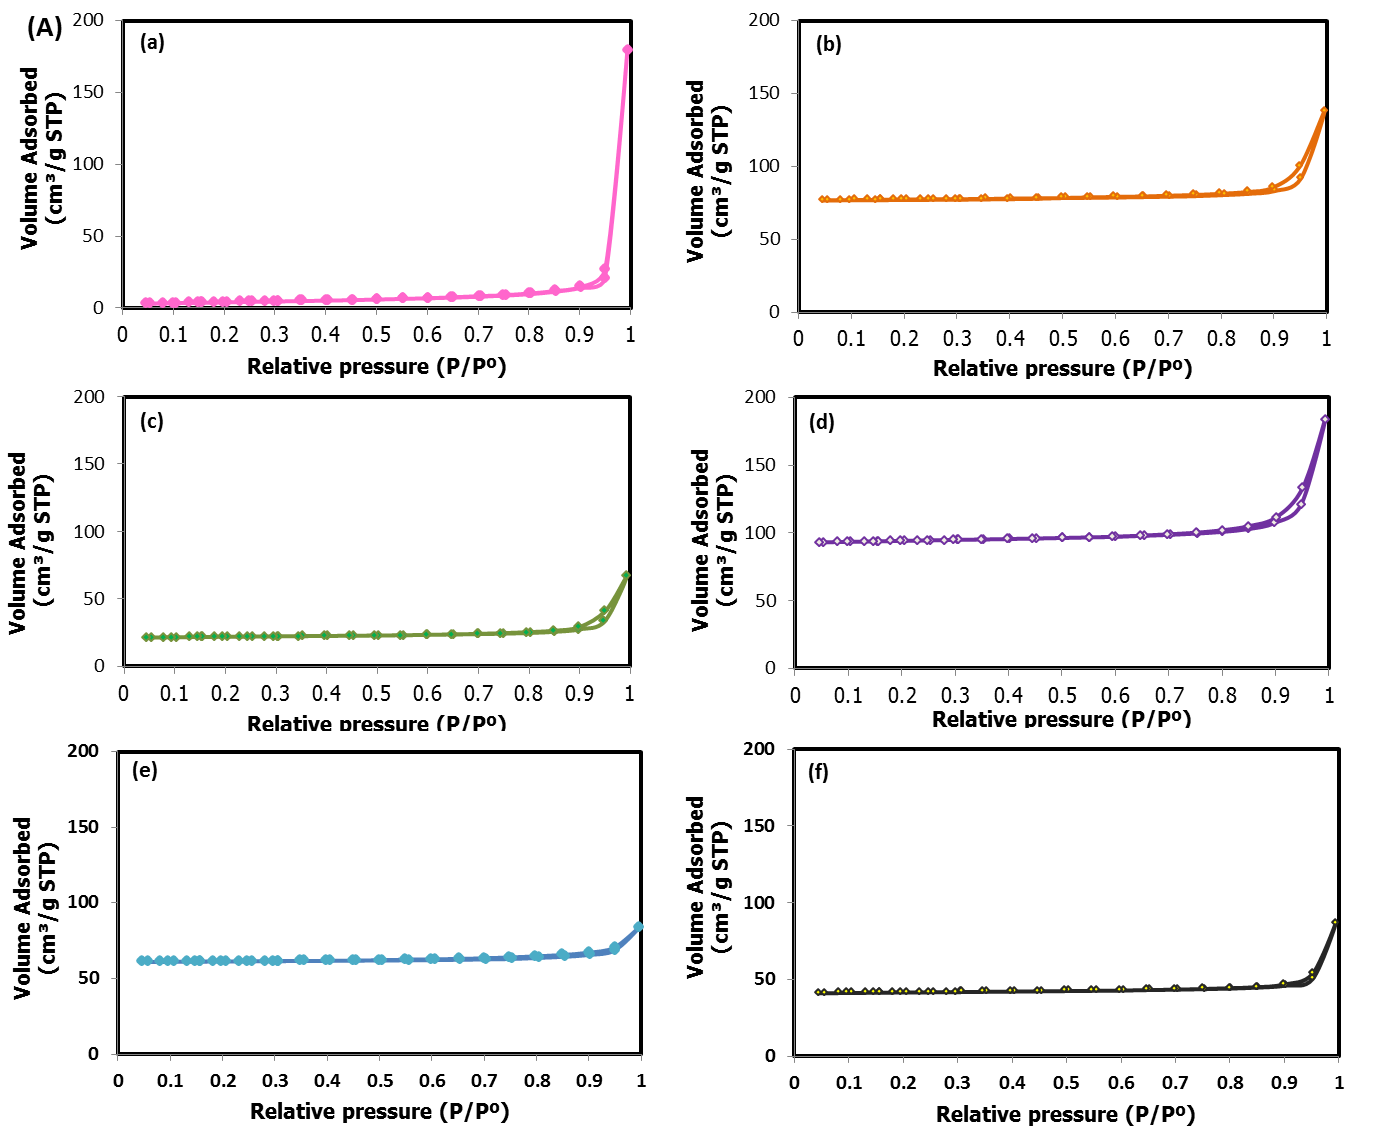 (A)
(a)
200
150
100
50
0
0 0.1 0.2 0.3 0.4 0.5 0.6 0.7 0.8 0.9 1
Volume Adsorbed
(cm³/g STP)
Relative pressure (P/Pº)
(b)
200
150
100
50
0
0 0.1 0.2 0.3 0.4 0.5 0.6 0.7 0.8 0.9 1
Volume Adsorbed
(cm³/g STP)
Relative pressure (P/Pº)
(c)
200
150
100
50
0
0 0.1 0.2 0.3 0.4 0.5 0.6 0.7 0.8 0.9 1
Volume Adsorbed
(cm³/g STP)
Relative pressure (P/Pº)
(d)
200
150
100
50
0
0 0.1 0.2 0.3 0.4 0.5 0.6 0.7 0.8 0.9 1
Volume Adsorbed
(cm³/g STP)
Relative pressure (P/Pº)
(e)
200
150
100
50
0
0 0.1 0.2 0.3 0.4 0.5 0.6 0.7 0.8 0.9 1
Volume Adsorbed
(cm³/g STP)
Relative pressure (P/Pº)
(f)
200
150
100
50
0
0 0.1 0.2 0.3 0.4 0.5 0.6 0.7 0.8 0.9 1
Volume Adsorbed
(cm³/g STP)
Relative pressure (P/Pº)